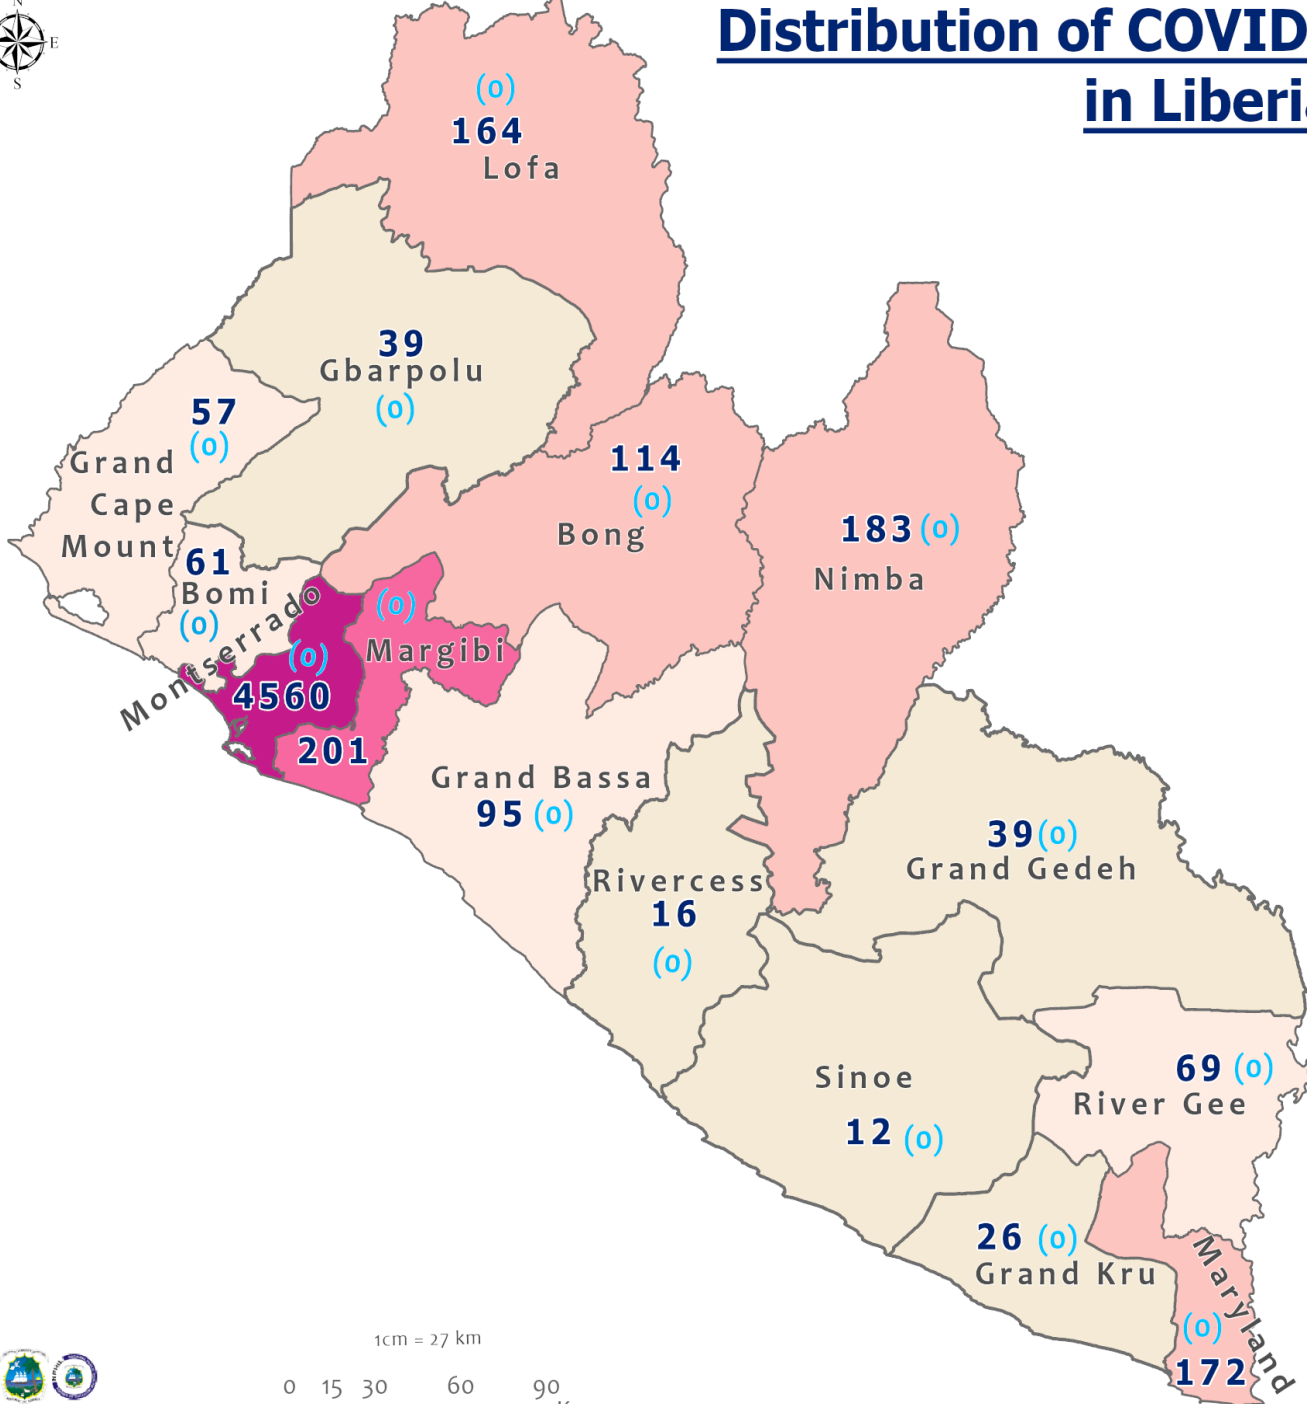 N
E
S
Distribution of COVID
in Liberia
(0)
164
Lofa
39
Gbarpolu
(0)
57
(0)
Grand
Cape
Mount
114
(0)
Bong
183 (0)
Nimba
61
Bomi
(0)
Montserrado
(0)
4560
(0)
Margibi
201
Grand Bassa
95 (0)
Rivercess
16
(0)
39 (0)
Grand Gedeh
Sinoe
12 (0)
69 (0)
River Gee
26 (0)
Grand Kru
Maryland
(0)
172
1cm = 27 km
0 15 30 60 90